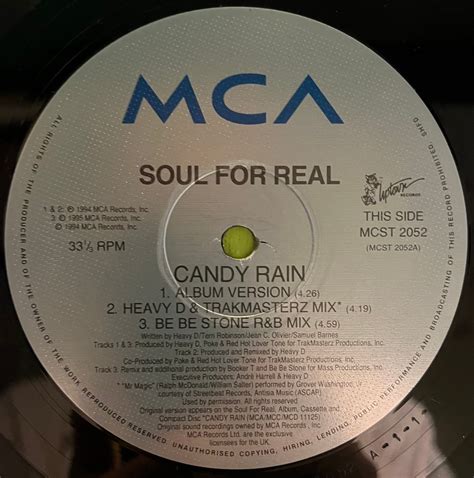 MCA
SOUL FOR REAL
1 & 2: ℗ 1994 MCA Records, Inc.
3: ℗ 1995 MCA Records, Inc.
© 1994 MCA Records, Inc.
33⅓ RPM
Uptown
RECORDS
THIS SIDE
MCST 2052
(MCST 2052A)
CANDY RAIN
1. ALBUM VERSION (4.26)
2. HEAVY D & TRAKMASTERZ MIX* (4.19)
3. BE BE STONE R&B MIX (4.59)
Written by Heavy D/Terri Robinson/Jean C. Olivier/Samuel Barnes
Tracks 1 & 3: Produced by Heavy D, Poke & Red Hot Lover Tone for TrakMasterz Productions, Inc.
Track 2: Produced and Remixed by Heavy D
Co-Produced by Poke & Red Hot Lover Tone for TrakMasterz Productions, Inc.
Track 3: Remix and additional production by Booker T and Be Be Stone for Mass Productions, Inc.
Executive Producers: André Harrell & Heavy D
* "Mr Magic" (Ralph McDonald/William Salter) performed by Grover Washington, Jr
courtesy of Streetbeat Artists, Antisia Music (ASCAP)
Used by permission. All rights reserved
Original version appears on the Soul For Real, Album, Cassette and
Compact Disc "CANDY RAIN (MCA/MCC/MCD 11125)
Original sound recordings owned by MCA Records, Inc.
MCA Records Ltd. are the exclusive
licensees for the UK.
ALL RIGHTS OF THE PRODUCER AND OF THE OWNER OF THE WORK REPRODUCED RESERVED. UNAUTHORISED COPYING, HIRING, LENDING, PUBLIC PERFORMANCE AND BROADCASTING OF THIS RECORD PROHIBITED.
A-1-1-